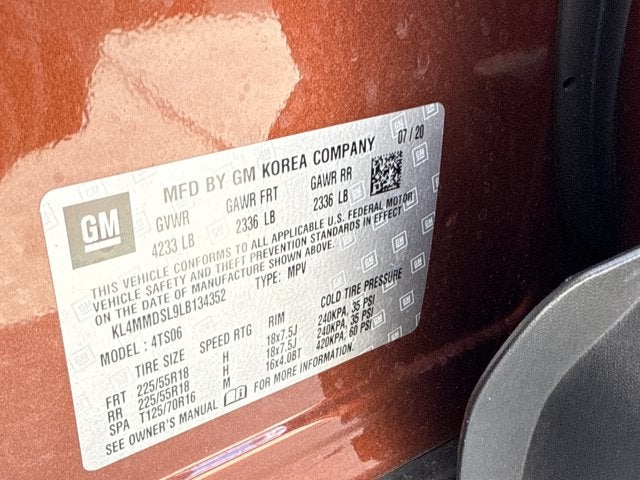 MFD BY GM KOREA COMPANY 07/20
GM
GVWR GAWR FRT GAWR RR
4233 LB 2336 LB 2336 LB
THIS VEHICLE CONFORMS TO ALL APPLICABLE U.S. FEDERAL MOTOR
VEHICLE SAFETY AND THEFT PREVENTION STANDARDS IN EFFECT
ON THE DATE OF MANUFACTURE SHOWN ABOVE.
KL4MMDSL9LB134352 TYPE: MPV
MODEL: 4TS06
TIRE SIZE SPEED RTG RIM COLD TIRE PRESSURE
FRT 225/55R18 H 18x7.5J 240KPA, 35 PSI
RR 225/55R18 H 18x7.5J 240KPA, 35 PSI
SPA T125/70R16 M 16x4.0BT 420KPA, 60 PSI
SEE OWNER'S MANUAL FOR MORE INFORMATION.